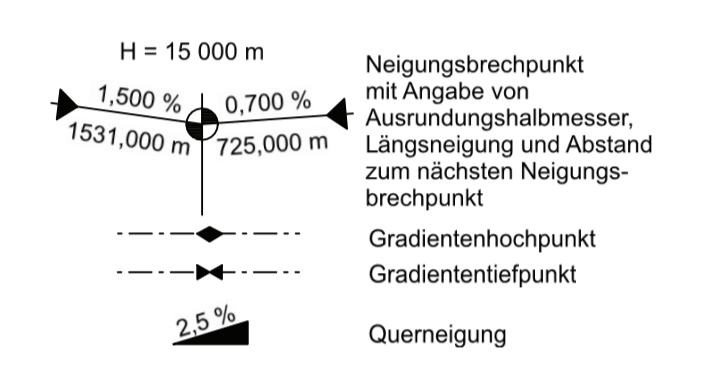 H = 15 000 m
1,500 %
0,700 %
1531,000 m
725,000 m
Neigungsbrechpunkt
mit Angabe von
Ausrundungshalbmesser,
Längsneigung und Abstand
zum nächsten Neigungs-
brechpunkt
Gradientenhochpunkt
Gradiententiefpunkt
2,5 %
Querneigung